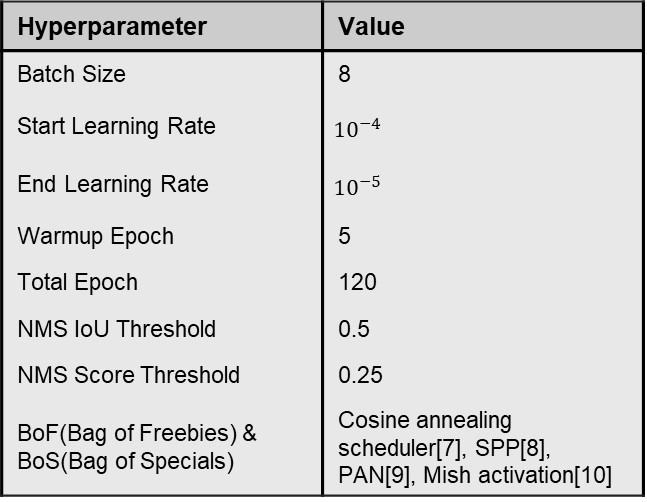 Hyperparameter Value
Batch Size 8
Start Learning Rate 10⁻⁴
End Learning Rate 10⁻⁵
Warmup Epoch 5
Total Epoch 120
NMS IoU Threshold 0.5
NMS Score Threshold 0.25
BoF(Bag of Freebies) &
BoS(Bag of Specials)
Cosine annealing
scheduler[7], SPP[8],
PAN[9], Mish activation[10]